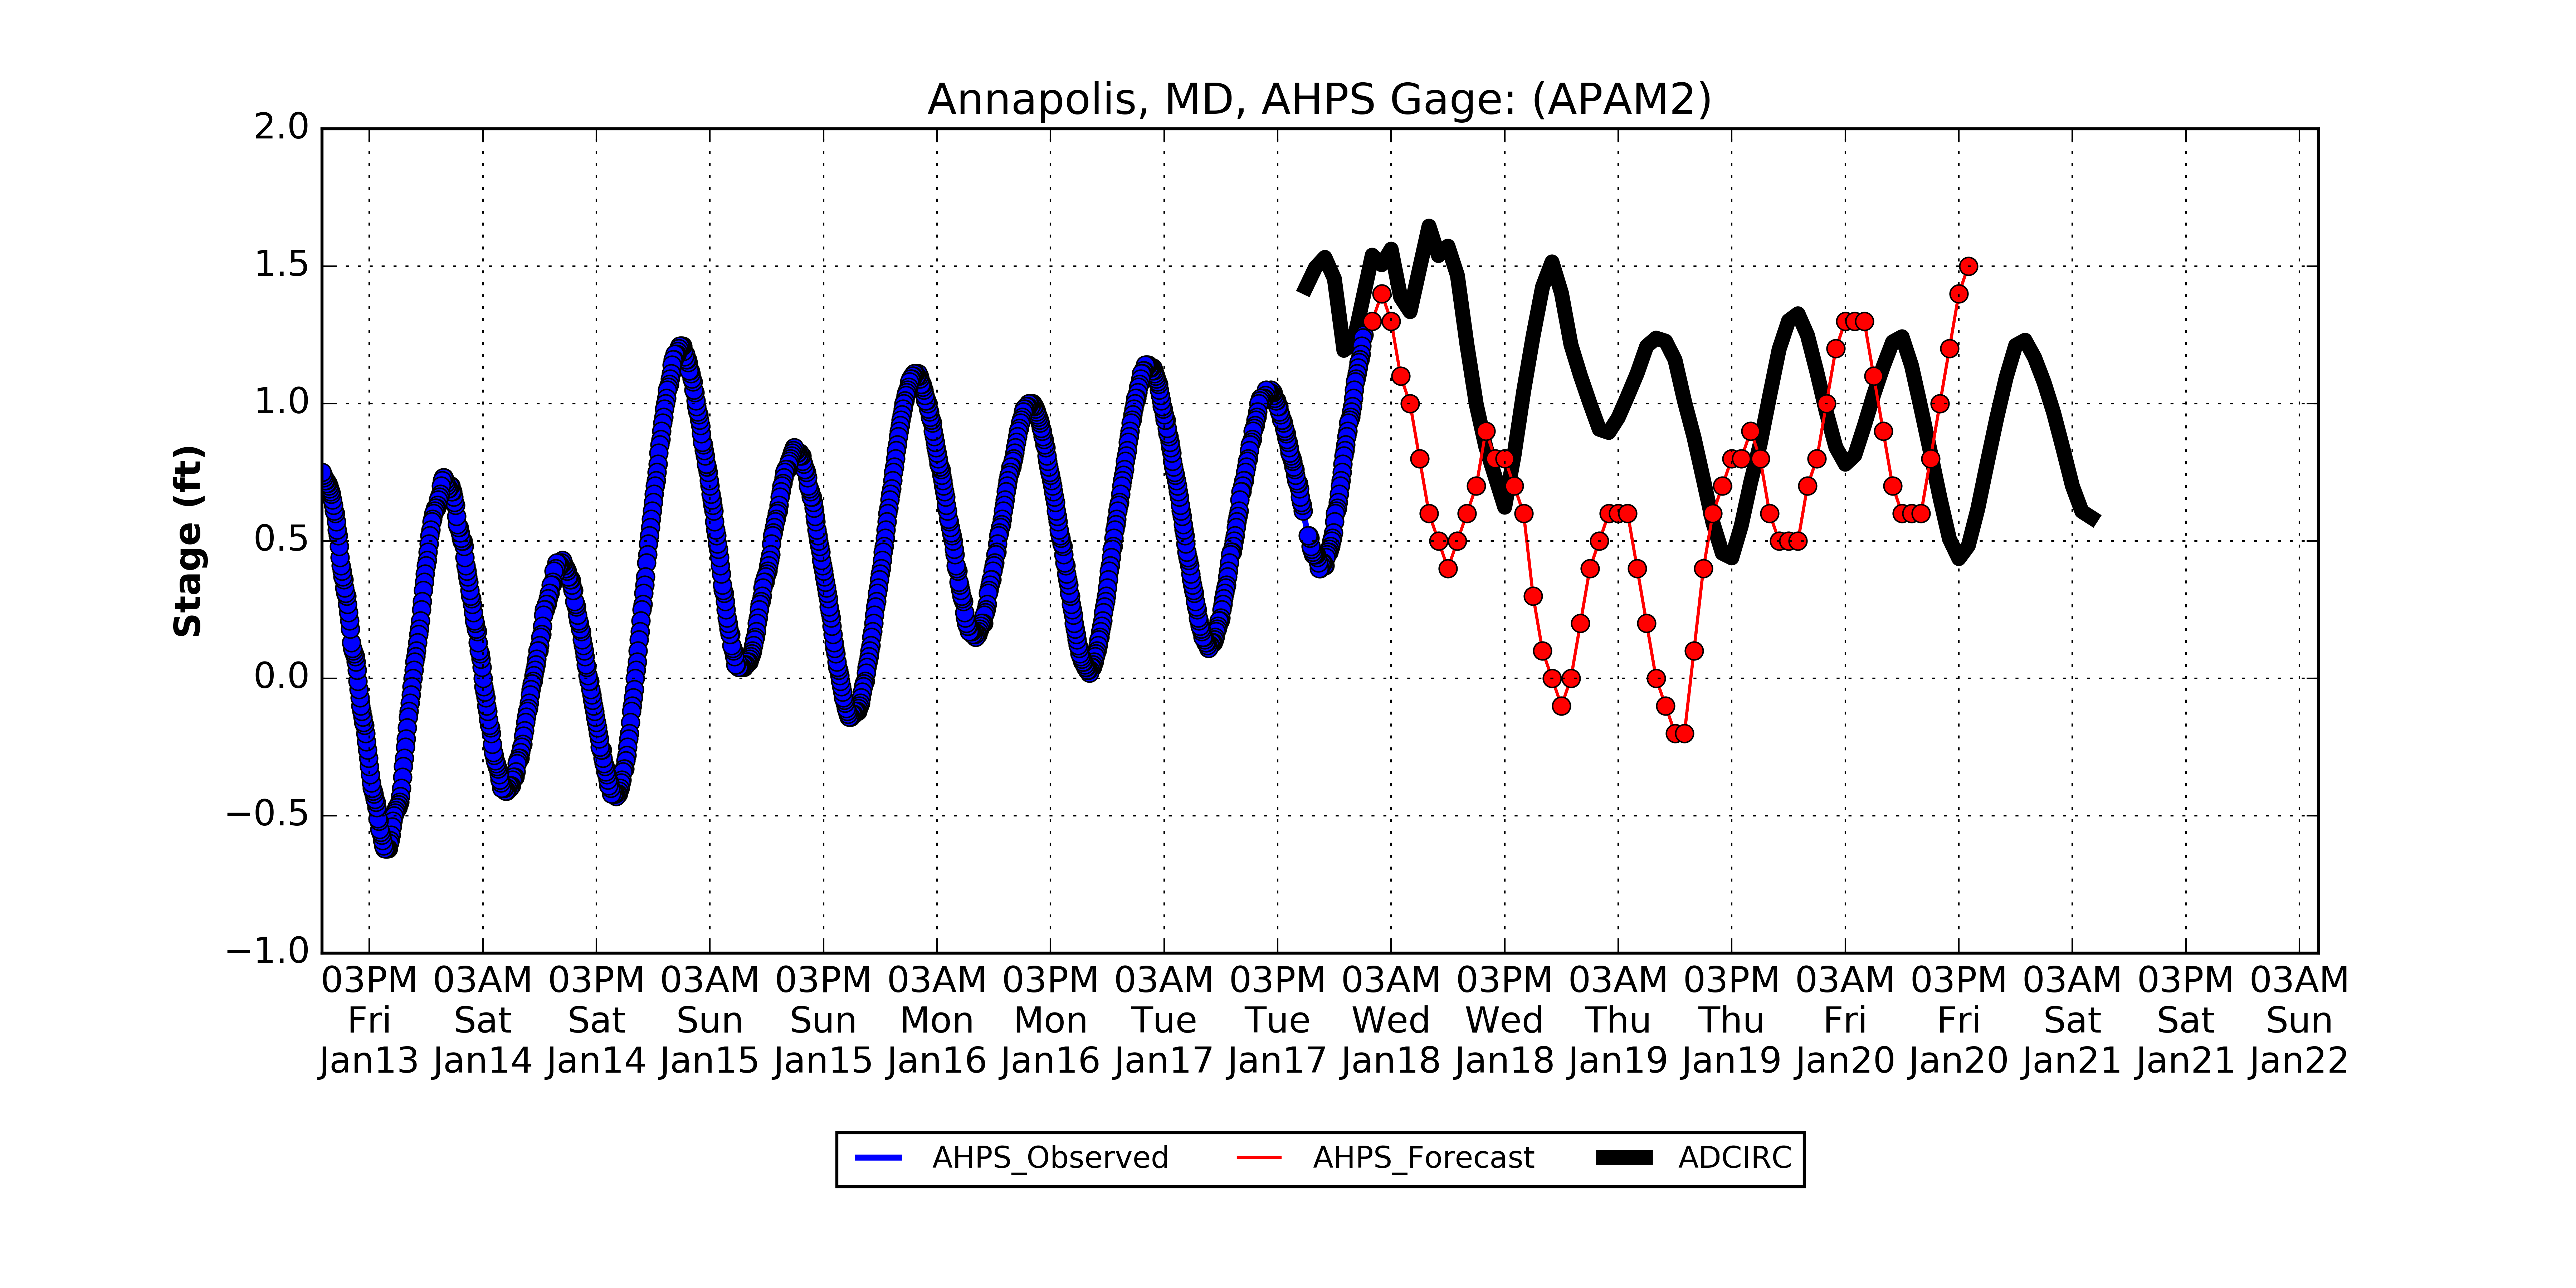 Annapolis, MD, AHPS Gage: (APAM2)
2.0
1.5
1.0
0.5
0.0
−0.5
−1.0
Stage (ft)
03PM 03AM 03PM 03AM 03PM 03AM 03PM 03AM 03PM 03AM 03PM 03AM 03PM 03AM 03PM 03AM 03PM 03AM
Fri Sat Sat Sun Sun Mon Mon Tue Tue Wed Wed Thu Thu Fri Fri Sat Sat Sun
Jan13 Jan14 Jan14 Jan15 Jan15 Jan16 Jan16 Jan17 Jan17 Jan18 Jan18 Jan19 Jan19 Jan20 Jan20 Jan21 Jan21 Jan22
AHPS_Observed AHPS_Forecast ADCIRC